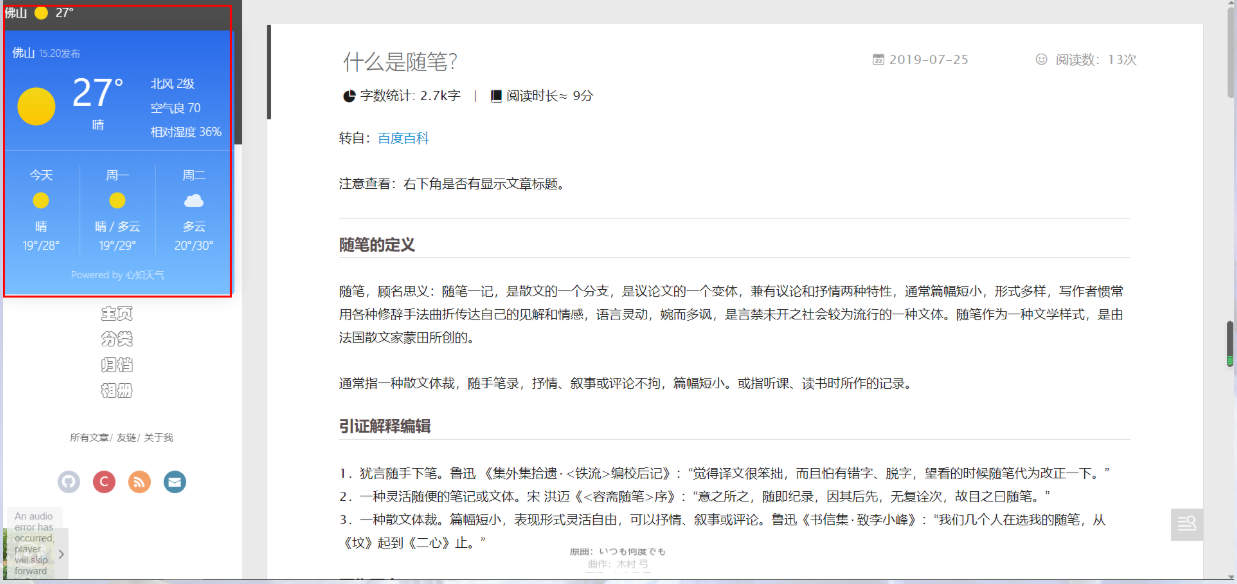 佛山 27°
佛山 15:20发布
27°
晴
北风 2级
空气良 70
相对湿度 36%
今天 周一 周二
晴 晴 / 多云 多云
19°/28° 19°/29° 20°/30°
Powered by 心知天气
主页
分类
归档
相册
所有文章/ 友链/ 关于我
C
An audio
error has
occurred,
player
will skip
forward
什么是随笔?
2019-07-25
阅读数：13次
字数统计: 2.7k字 | 阅读时长≈ 9分
转自：百度百科
注意查看：右下角是否有显示文章标题。
随笔的定义
随笔，顾名思义：随笔一记，是散文的一个分支，是议论文的一个变体，兼有议论和抒情两种特性，通常篇幅短小，形式多样，写作者惯常
用各种修辞手法曲折传达自己的见解和情感，语言灵动，婉而多讽，是言禁未开之社会较为流行的一种文体。随笔作为一种文学样式，是由
法国散文家蒙田所创的。
通常指一种散文体裁，随手笔录，抒情、叙事或评论不拘，篇幅短小。或指听课、读书时所作的记录。
引证解释编辑
1．犹言随手下笔。鲁迅 《集外集拾遗·<铁流>编校后记》：“觉得译文很笨拙，而且怕有错字、脱字，望看的时候随笔代为改正一下。”
2．一种灵活随便的笔记或文体。宋 洪迈《<容斋随笔>序》：“意之所之，随即纪录，因其后先，无复诠次，故目之曰随笔。”
3．一种散文体裁。篇幅短小，表现形式灵活自由，可以抒情、叙事或评论。鲁迅《书信集·致李小峰》：“我们几个人在选我的随笔，从
《坟》起到《二心》止。”
原曲：いつも何度でも
曲作：木村 弓